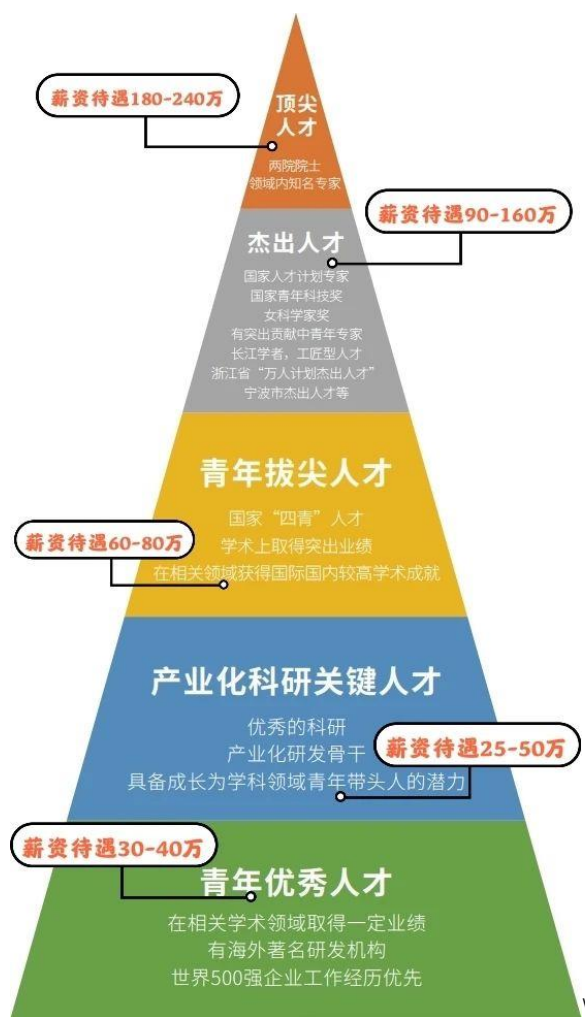 薪资待遇180-240万
顶尖
人才
两院院士
领域内知名专家
薪资待遇90-160万
杰出人才
国家人才计划专家
国家青年科技奖
女科学家奖
有突出贡献中青年专家
长江学者，工匠型人才
浙江省“万人计划杰出人才”
宁波市杰出人才等
青年拔尖人才
国家“四青”人才
薪资待遇60-80万
学术上取得突出业绩
在相关领域获得国际国内较高学术成就
产业化科研关键人才
优秀的科研
产业化研发骨干
薪资待遇25-50万
具备成长为学科领域青年带头人的潜力
薪资待遇30-40万
青年优秀人才
在相关学术领域取得一定业绩
有海外著名研发机构
世界500强企业工作经历优先